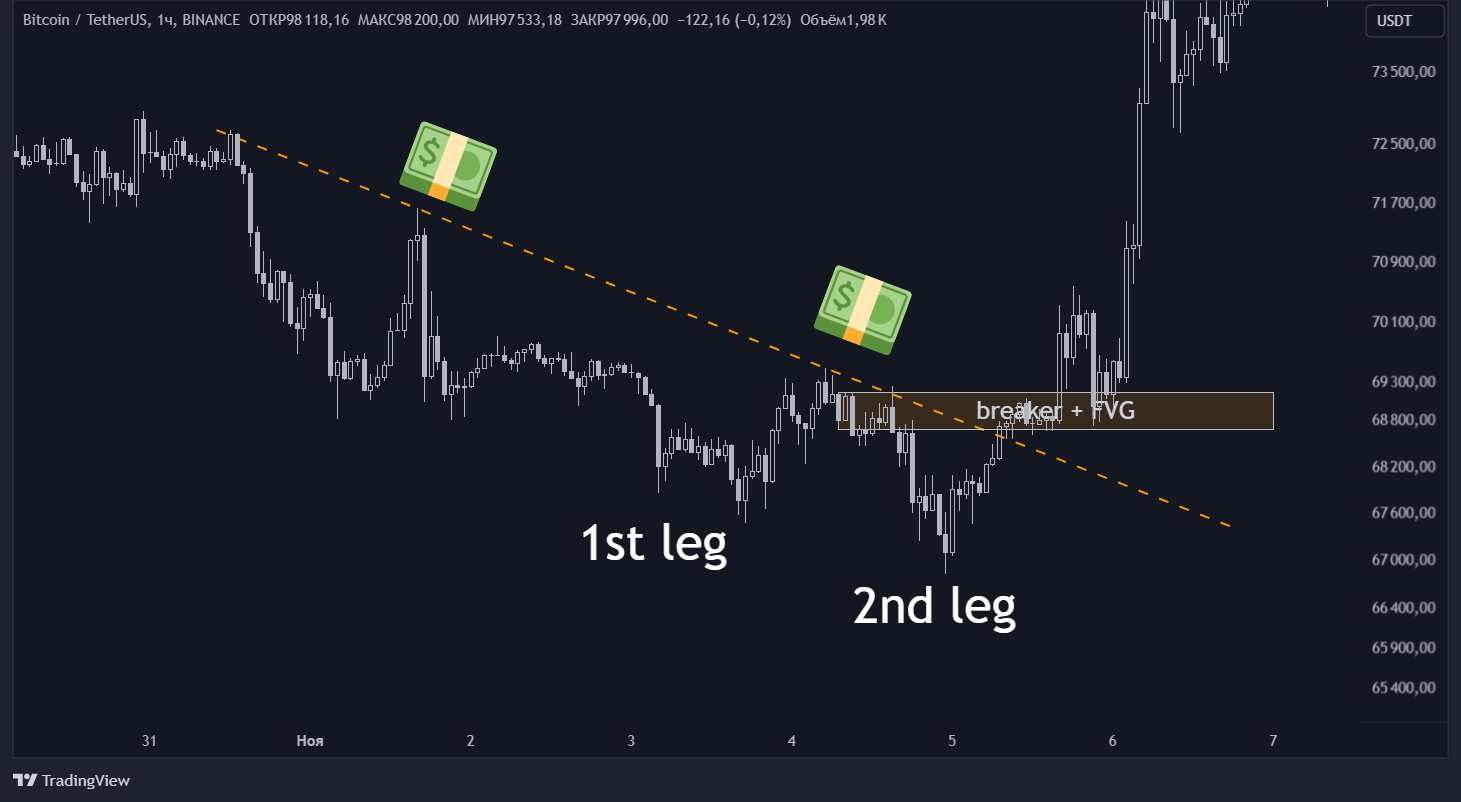 Bitcoin / TetherUS, 1ч, BINANCE ОТКР98 118,16 МАКС98 200,00 МИН97 533,18 ЗАКР97 996,00 −122,16 (−0,12%) Объём1,98 K
USDT
73 500,00
72 500,00
71 700,00
70 900,00
70 100,00
69 300,00
breaker + FVG
68 800,00
68 200,00
1st leg
67 600,00
67 000,00
2nd leg
66 400,00
65 900,00
65 400,00
31 Ноя 2 3 4 5 6 7
TradingView